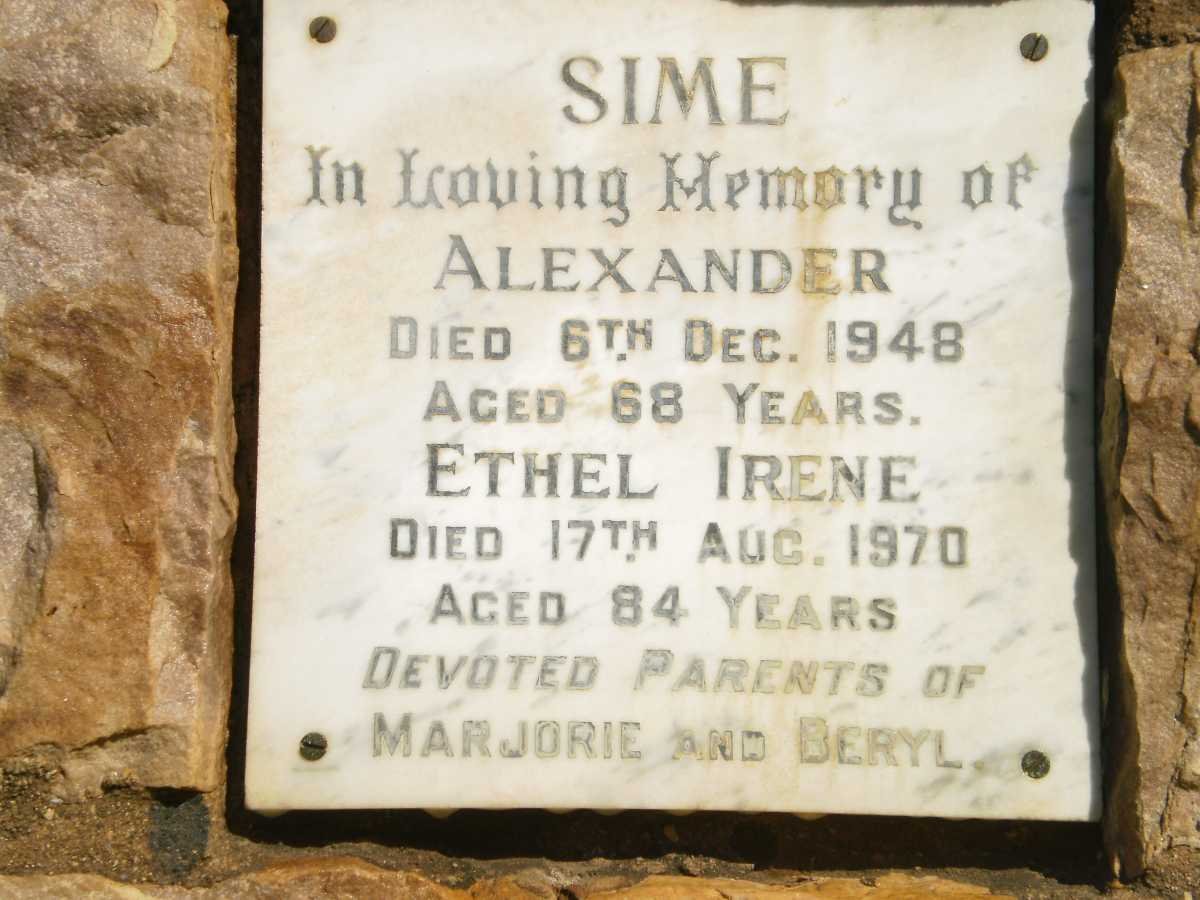 SIME
In Loving Memory of
ALEXANDER
DIED 6TH DEC. 1948
AGED 68 YEARS.
ETHEL IRENE
DIED 17TH AUG. 1970
AGED 84 YEARS
DEVOTED PARENTS OF
MARJORIE AND BERYL.